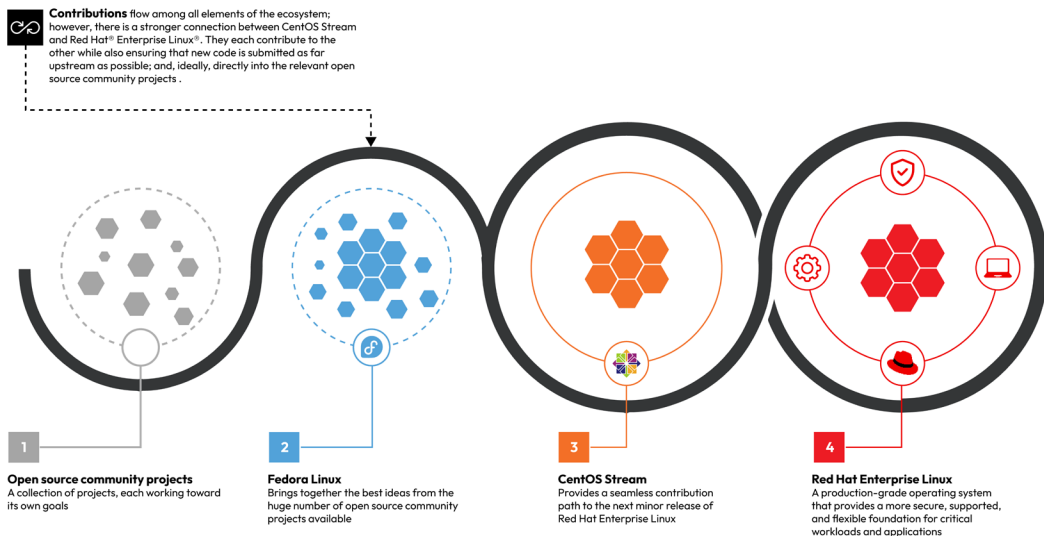 Contributions flow among all elements of the ecosystem;
however, there is a stronger connection between CentOS Stream
and Red Hat® Enterprise Linux®. They each contribute to the
other while also ensuring that new code is submitted as far
upstream as possible; and, ideally, directly into the relevant open
source community projects .
1
Open source community projects
A collection of projects, each working toward
its own goals
2
Fedora Linux
Brings together the best ideas from the
huge number of open source community
projects available
3
CentOS Stream
Provides a seamless contribution
path to the next minor release of
Red Hat Enterprise Linux
4
Red Hat Enterprise Linux
A production-grade operating system
that provides a more secure, supported,
and flexible foundation for critical
workloads and applications